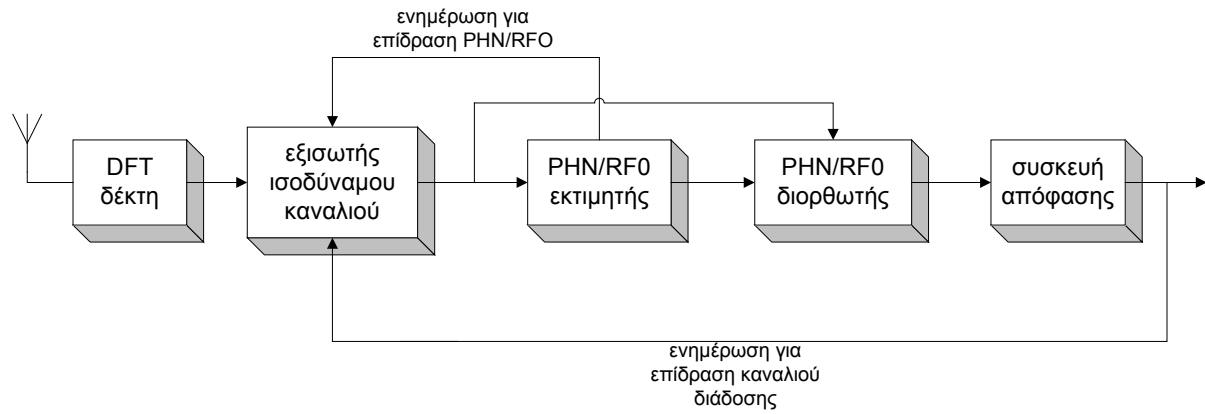 ενημέρωση για
επίδραση PHN/RFO
DFT
δέκτη
εξισωτής
ισοδύναμου
καναλιού
PHN/RF0
εκτιμητής
PHN/RF0
διορθωτής
συσκευή
απόφασης
ενημέρωση για
επίδραση καναλιού
διάδοσης